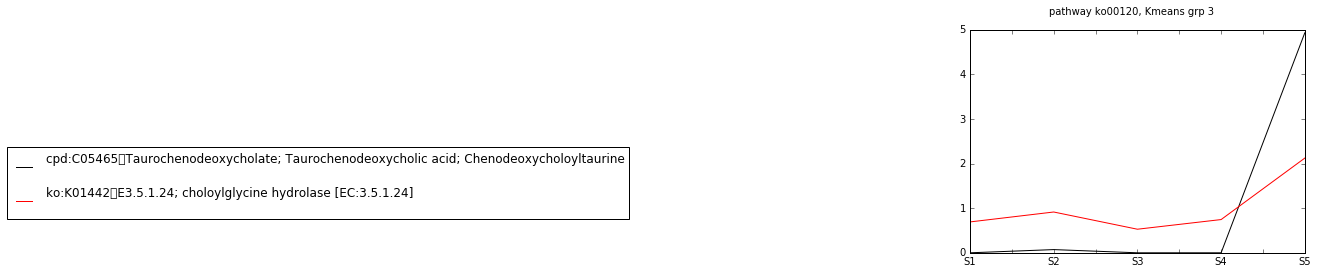 pathway ko00120, Kmeans grp 3
5
4
3
2
1
0
S1 S2 S3 S4 S5
cpd:C05465▯Taurochenodeoxycholate; Taurochenodeoxycholic acid; Chenodeoxycholoyltaurine
ko:K01442▯E3.5.1.24; choloylglycine hydrolase [EC:3.5.1.24]